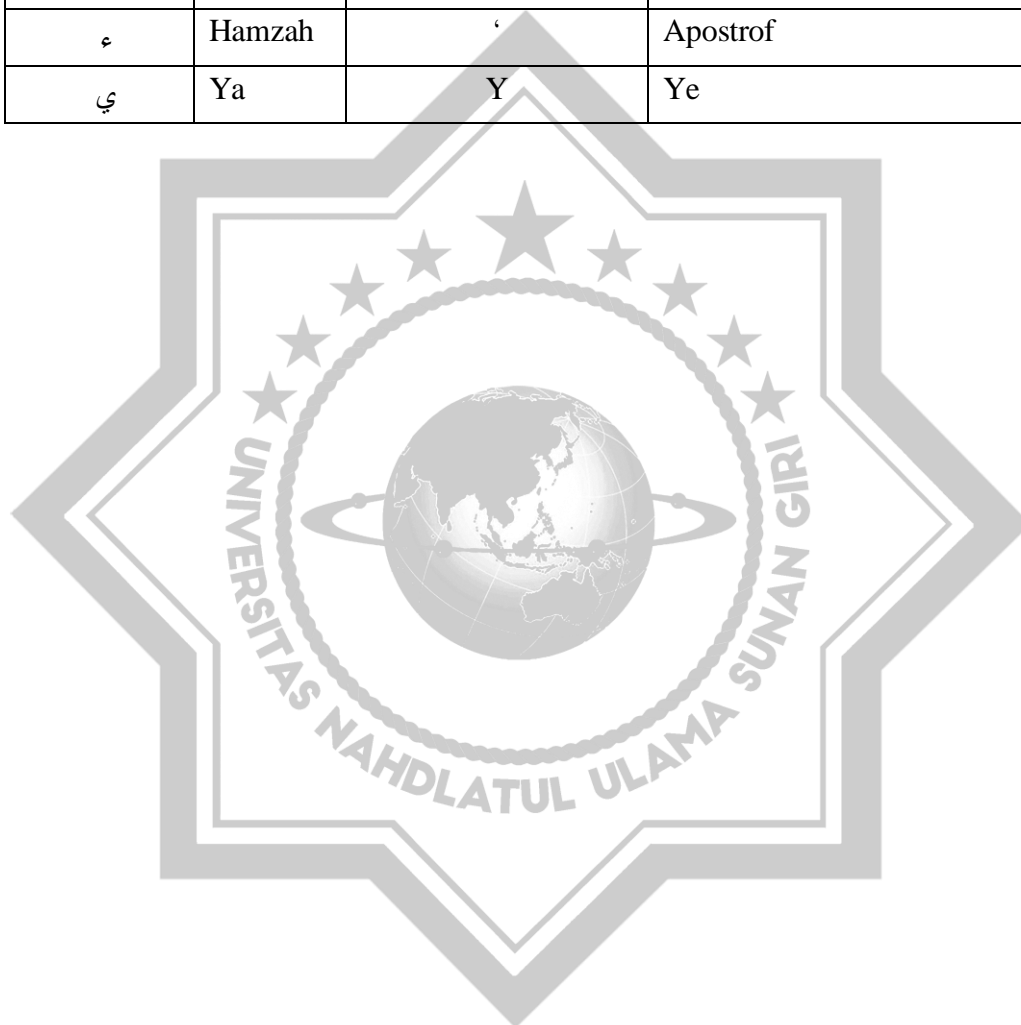 ء Hamzah ‘ Apostrof
ي Ya Y Ye
UNIVERSITAS NAHDLATUL ULAMA SUNAN GIRI